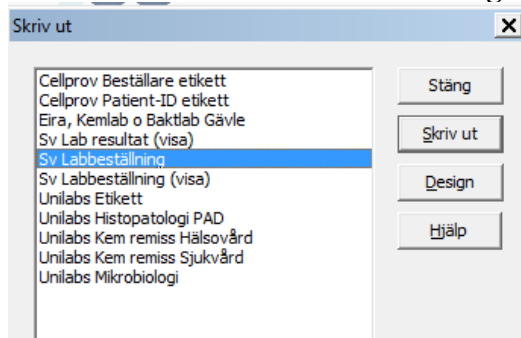 Skriv ut
Cellprov Beställare etikett
Cellprov Patient-ID etikett
Eira, Kemlab o Baktlab Gävle
Sv Lab resultat (visa)
Sv Labbeställning
Sv Labbeställning (visa)
Unilabs Etikett
Unilabs Histopatologi PAD
Unilabs Kem remiss Hälsovård
Unilabs Kem remiss Sjukvård
Unilabs Mikrobiologi
Stäng
Skriv ut
Design
Hjälp